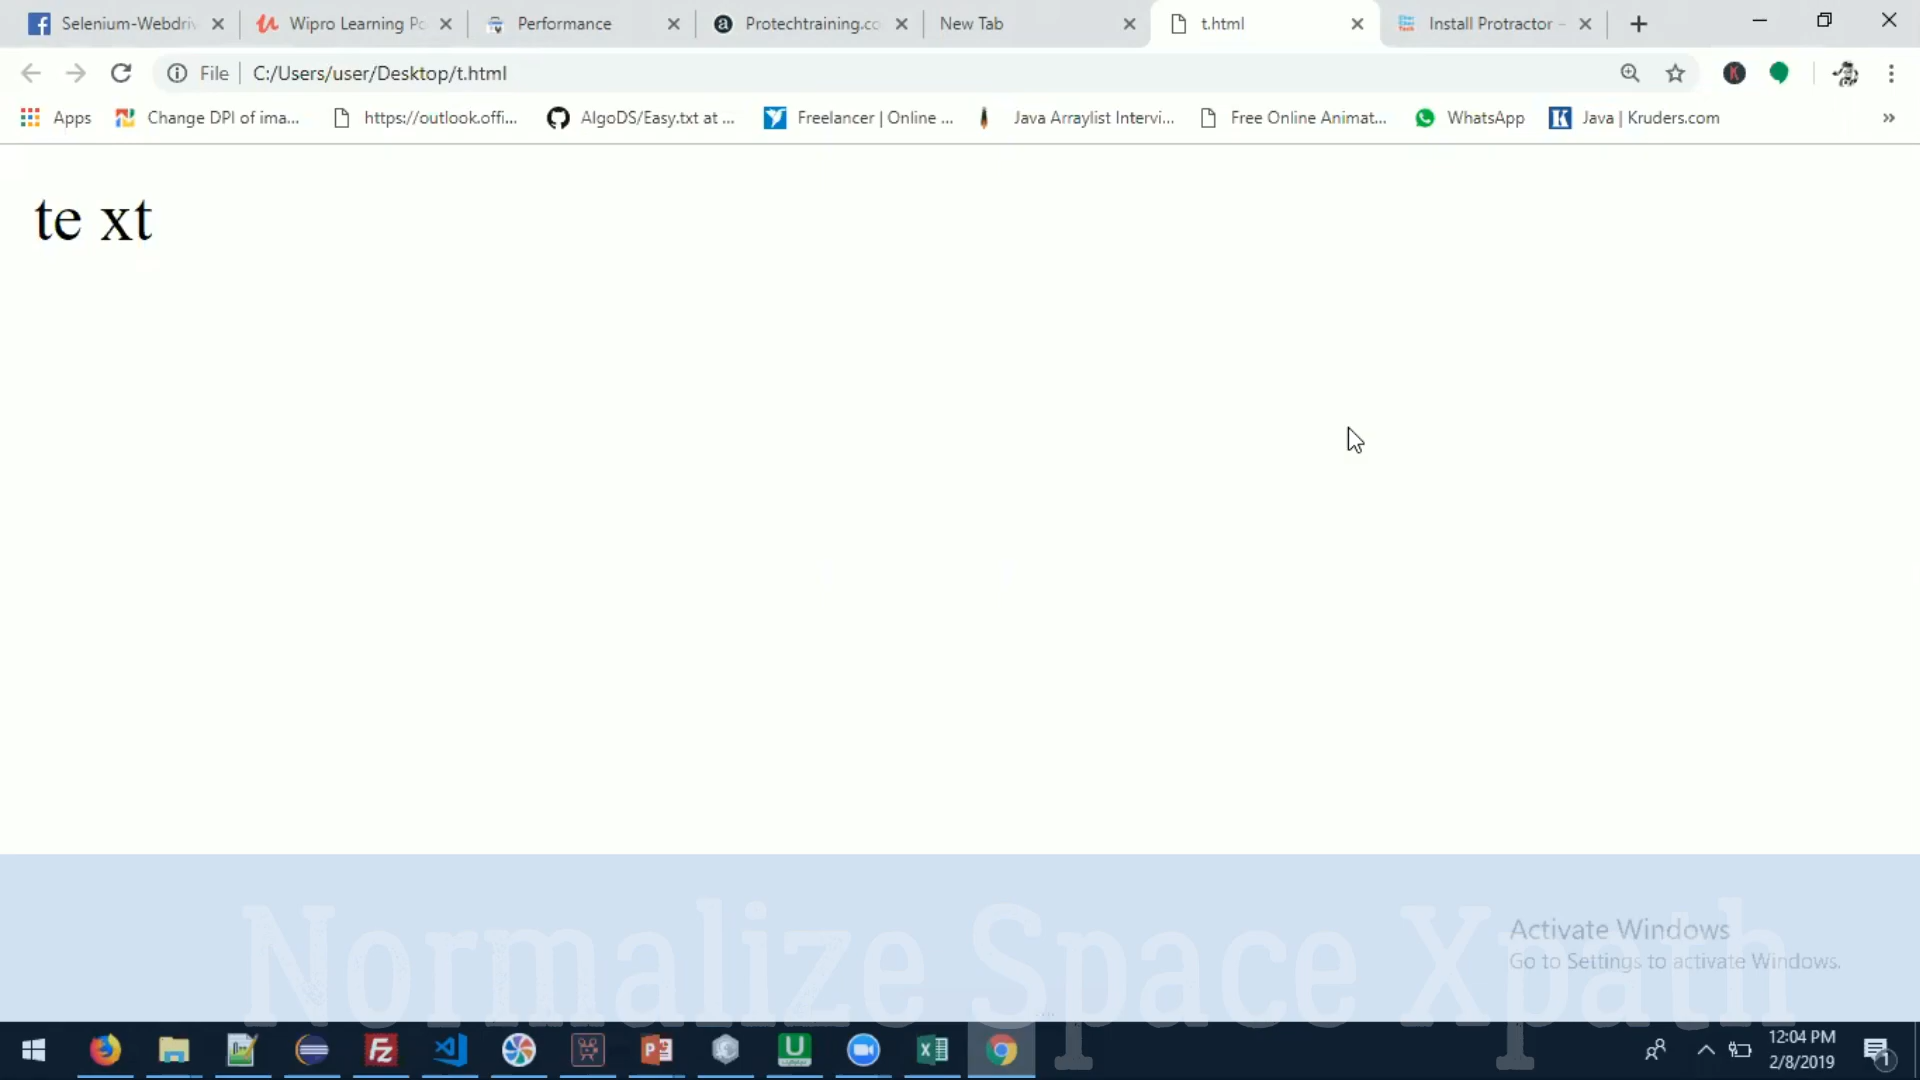 Selenium-Webdriv
Wipro Learning Po
Performance
Protechtraining.co
New Tab
t.html
Install Protractor -
File
C:/Users/user/Desktop/t.html
Apps
Change DPI of ima...
https://outlook.offi...
AlgoDS/Easy.txt at ...
Freelancer | Online ...
Java Arraylist Intervi...
Free Online Animat...
WhatsApp
Java | Kruders.com
te xt
Normalize Space Xpath
Activate Windows
Go to Settings to activate Windows.
12:04 PM
2/8/2019
1